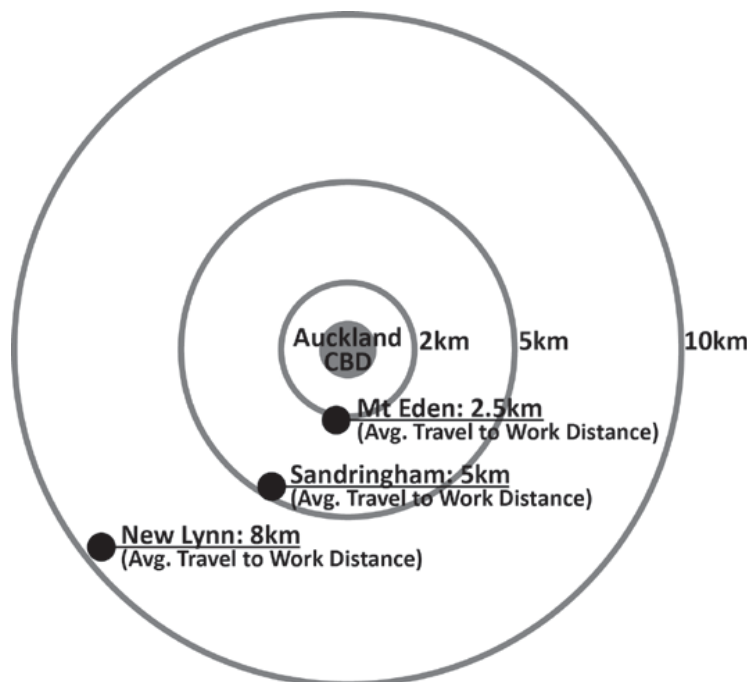 Auckland
CBD
2km
5km
10km
Mt Eden: 2.5km
(Avg. Travel to Work Distance)
Sandringham: 5km
(Avg. Travel to Work Distance)
New Lynn: 8km
(Avg. Travel to Work Distance)